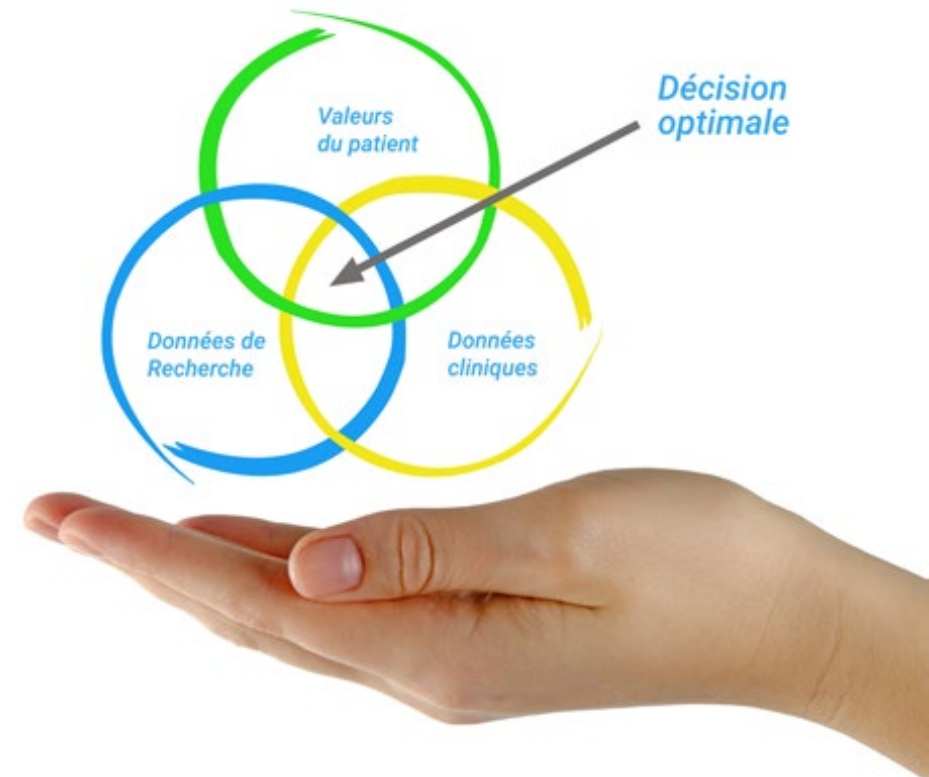 Décision
optimale
Valeurs
du patient
Données de
Recherche
Données
cliniques